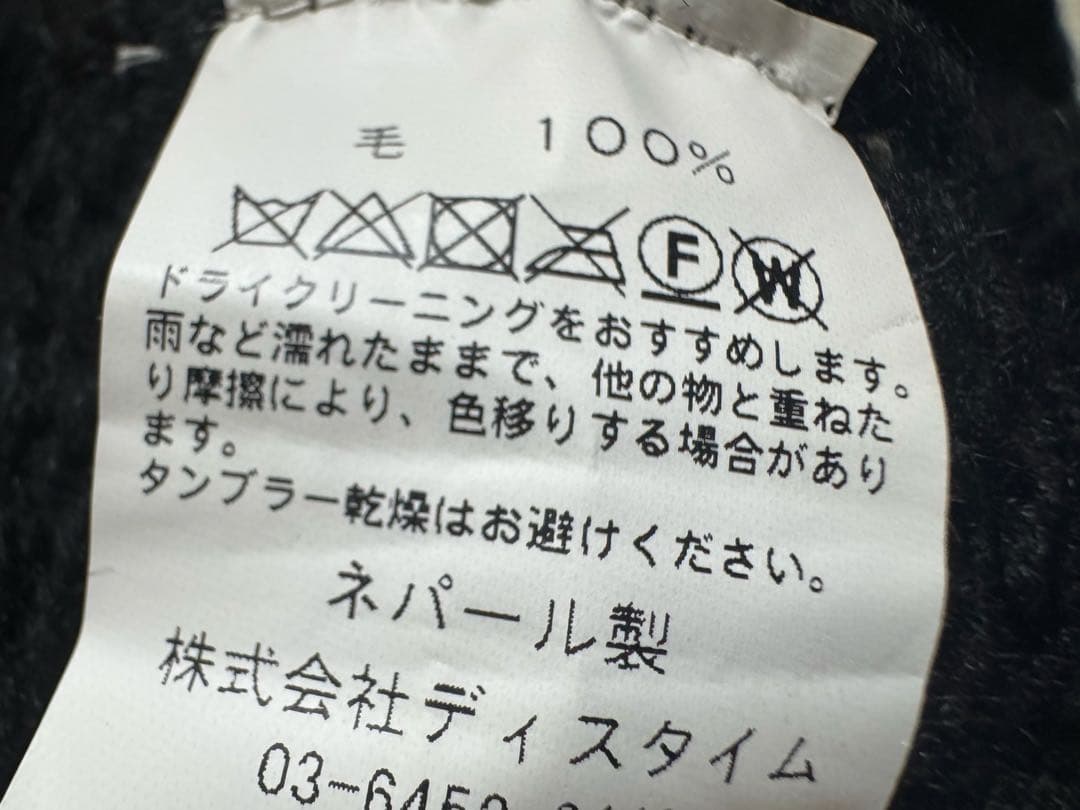 毛 100%
F W
ドライクリーニングをおすすめします。
雨など濡れたままで、他の物と重ねた
り摩擦により、色移りする場合があり
ます。
タンブラー乾燥はお避けください。
ネパール製
株式会社ディスタイム